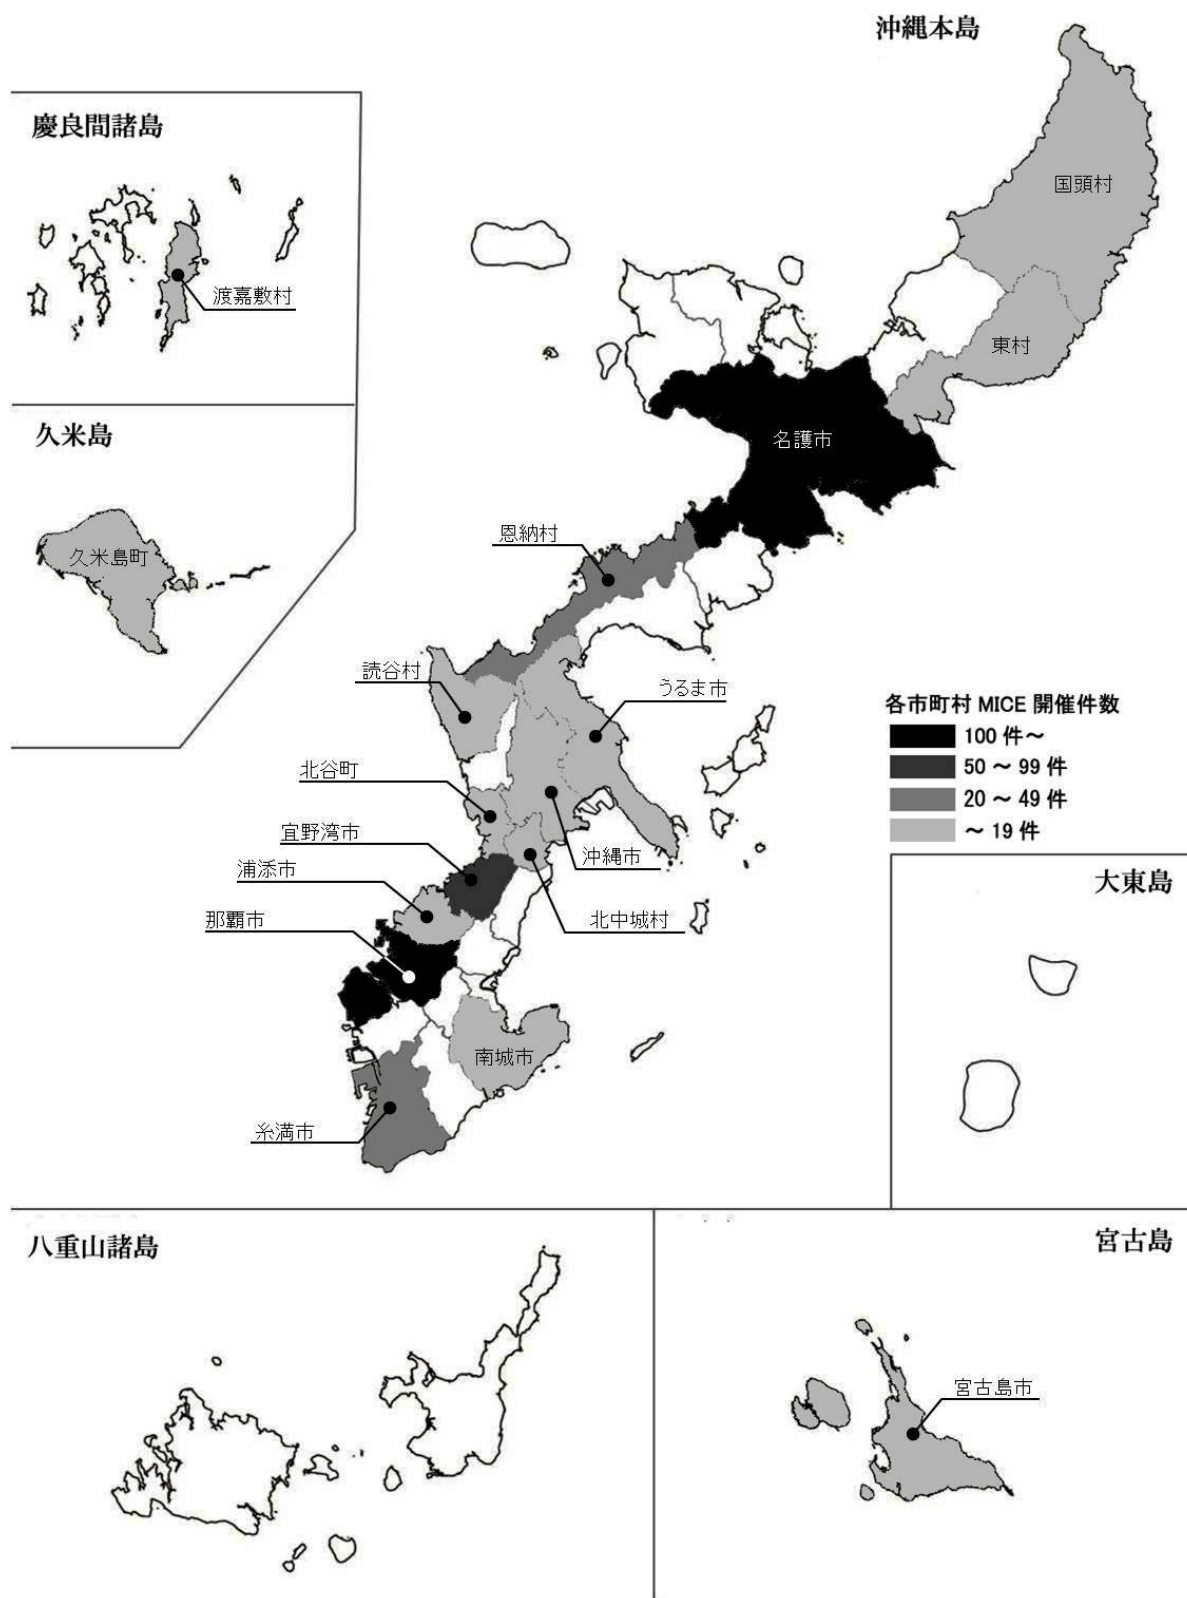 沖縄本島
慶良間諸島
国頭村
渡嘉敷村
東村
久米島
名護市
恩納村
久米島町
読谷村
うるま市
各市町村 MICE 開催件数
100 件～
50 ～ 99 件
20 ～ 49 件
～ 19 件
北谷町
宜野湾市
沖縄市
浦添市
大東島
那覇市
北中城村
南城市
糸満市
八重山諸島
宮古島
宮古島市